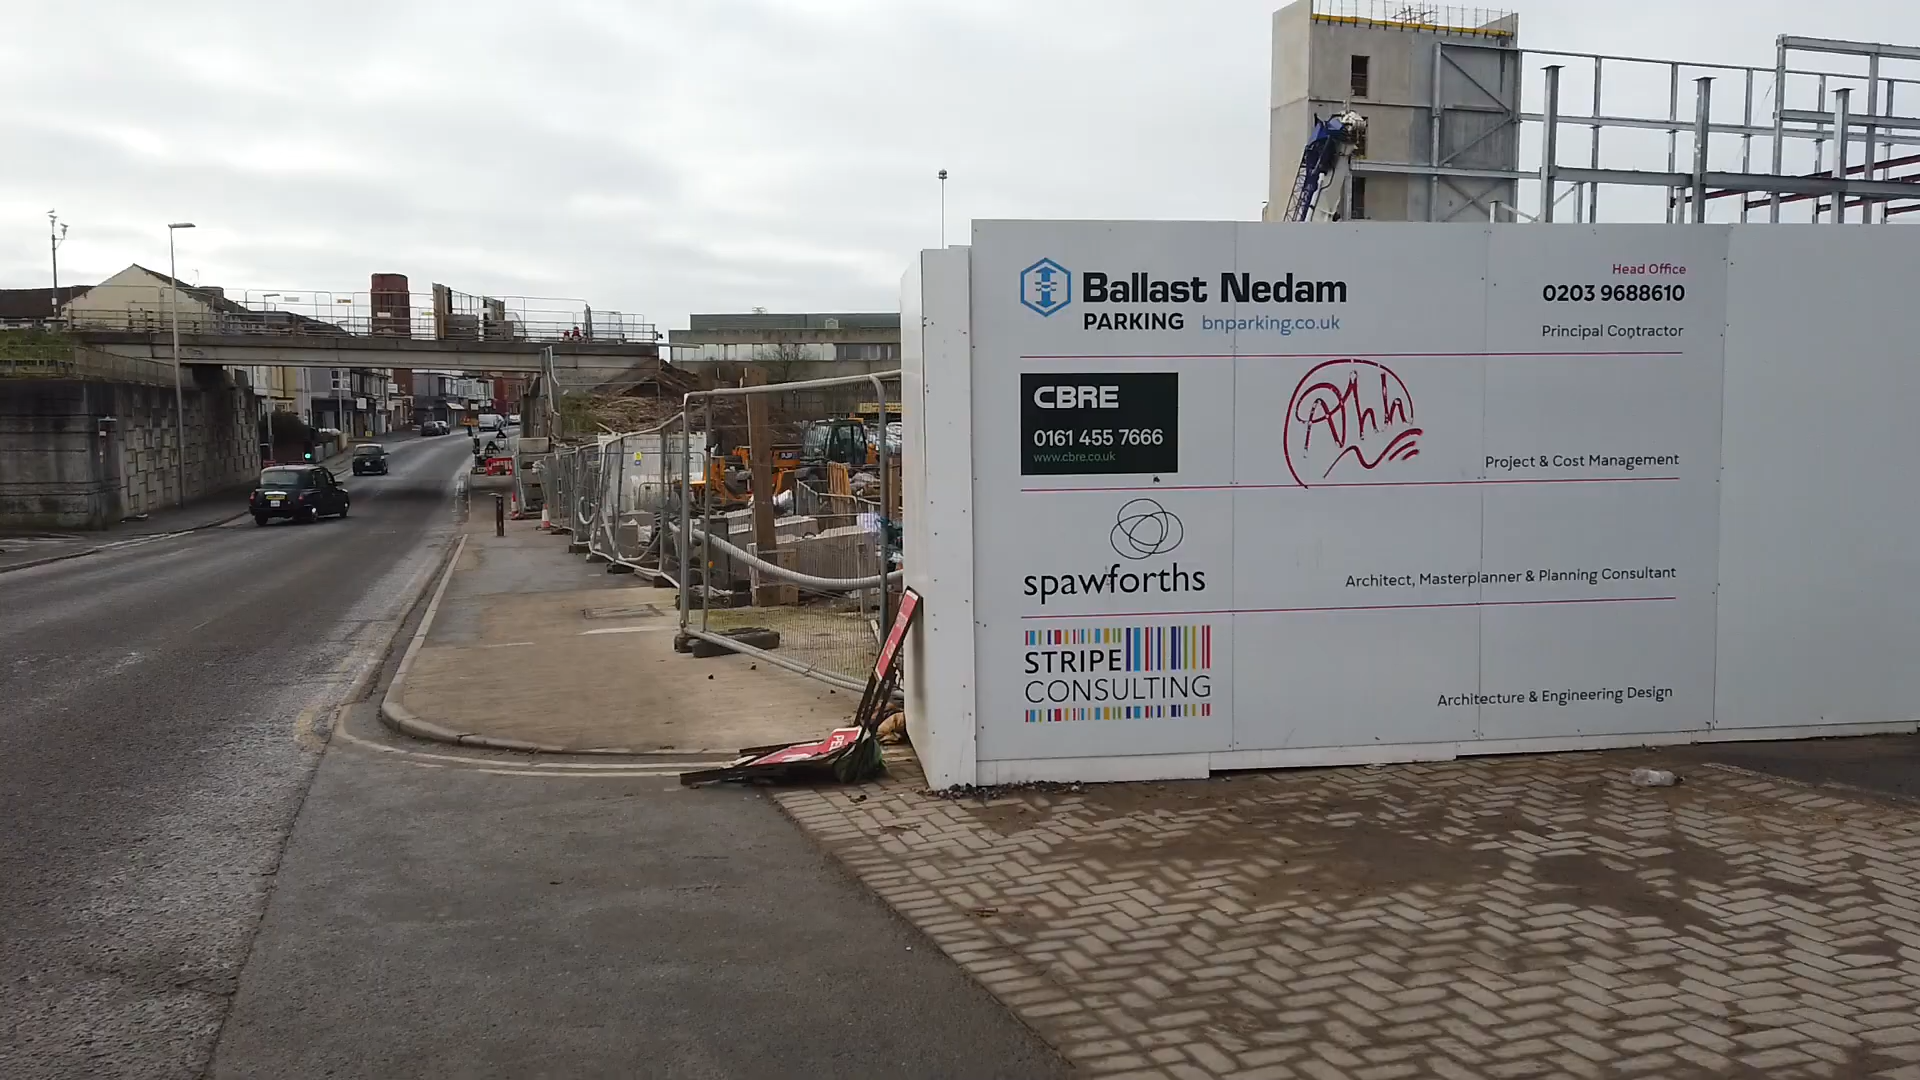 Ballast Nedam
PARKING bnparking.co.uk
Head Office
0203 9688610
Principal Contractor
CBRE
0161 455 7666
www.cbre.co.uk
Project & Cost Management
spawforths
Architect, Masterplanner & Planning Consultant
STRIPE
CONSULTING
Architecture & Engineering Design